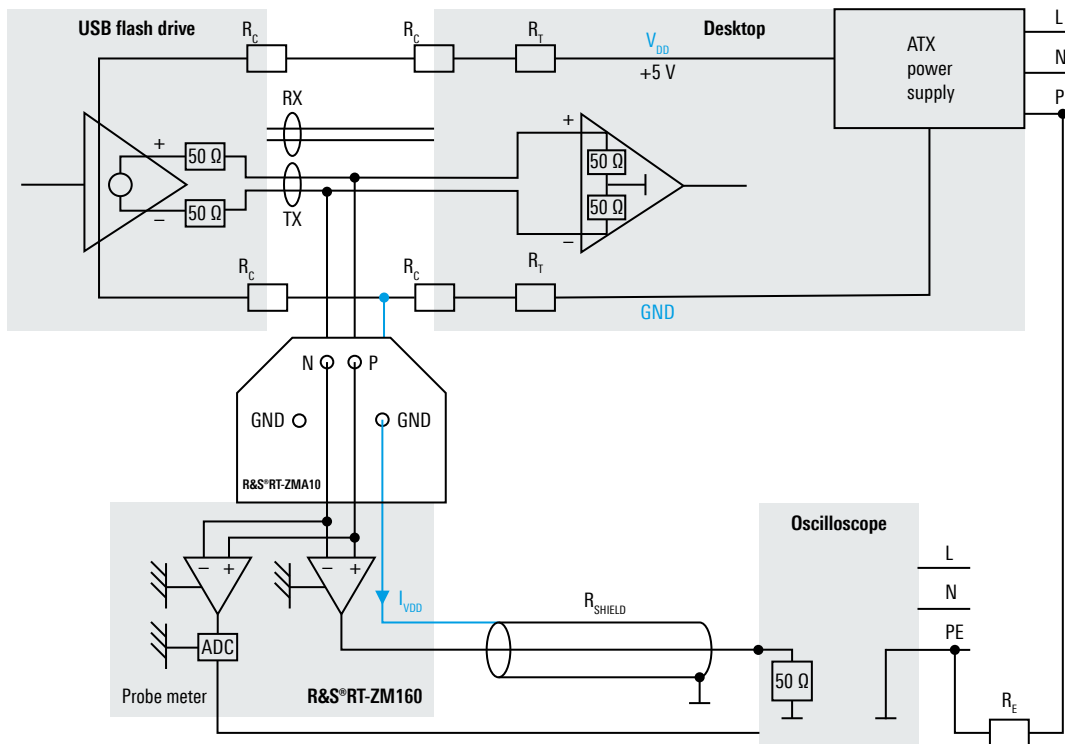 USB flash drive
Desktop
R_C
R_C
R_T
V_DD
+5 V
ATX
power
supply
L
N
P
RX
+
50 Ω
−
50 Ω
TX
+
50 Ω
50 Ω
−
R_C
R_C
R_T
GND
N
P
GND
GND
R&S®RT-ZMA10
Oscilloscope
−
+
−
+
I_VDD
R_SHIELD
L
N
PE
ADC
50 Ω
Probe meter
R&S®RT-ZM160
R_E